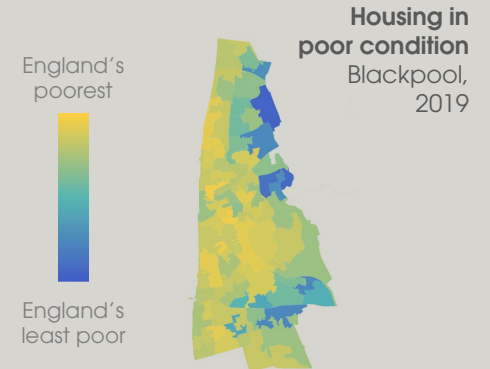 Housing in
poor condition
Blackpool,
2019
England's
poorest
England's
least poor